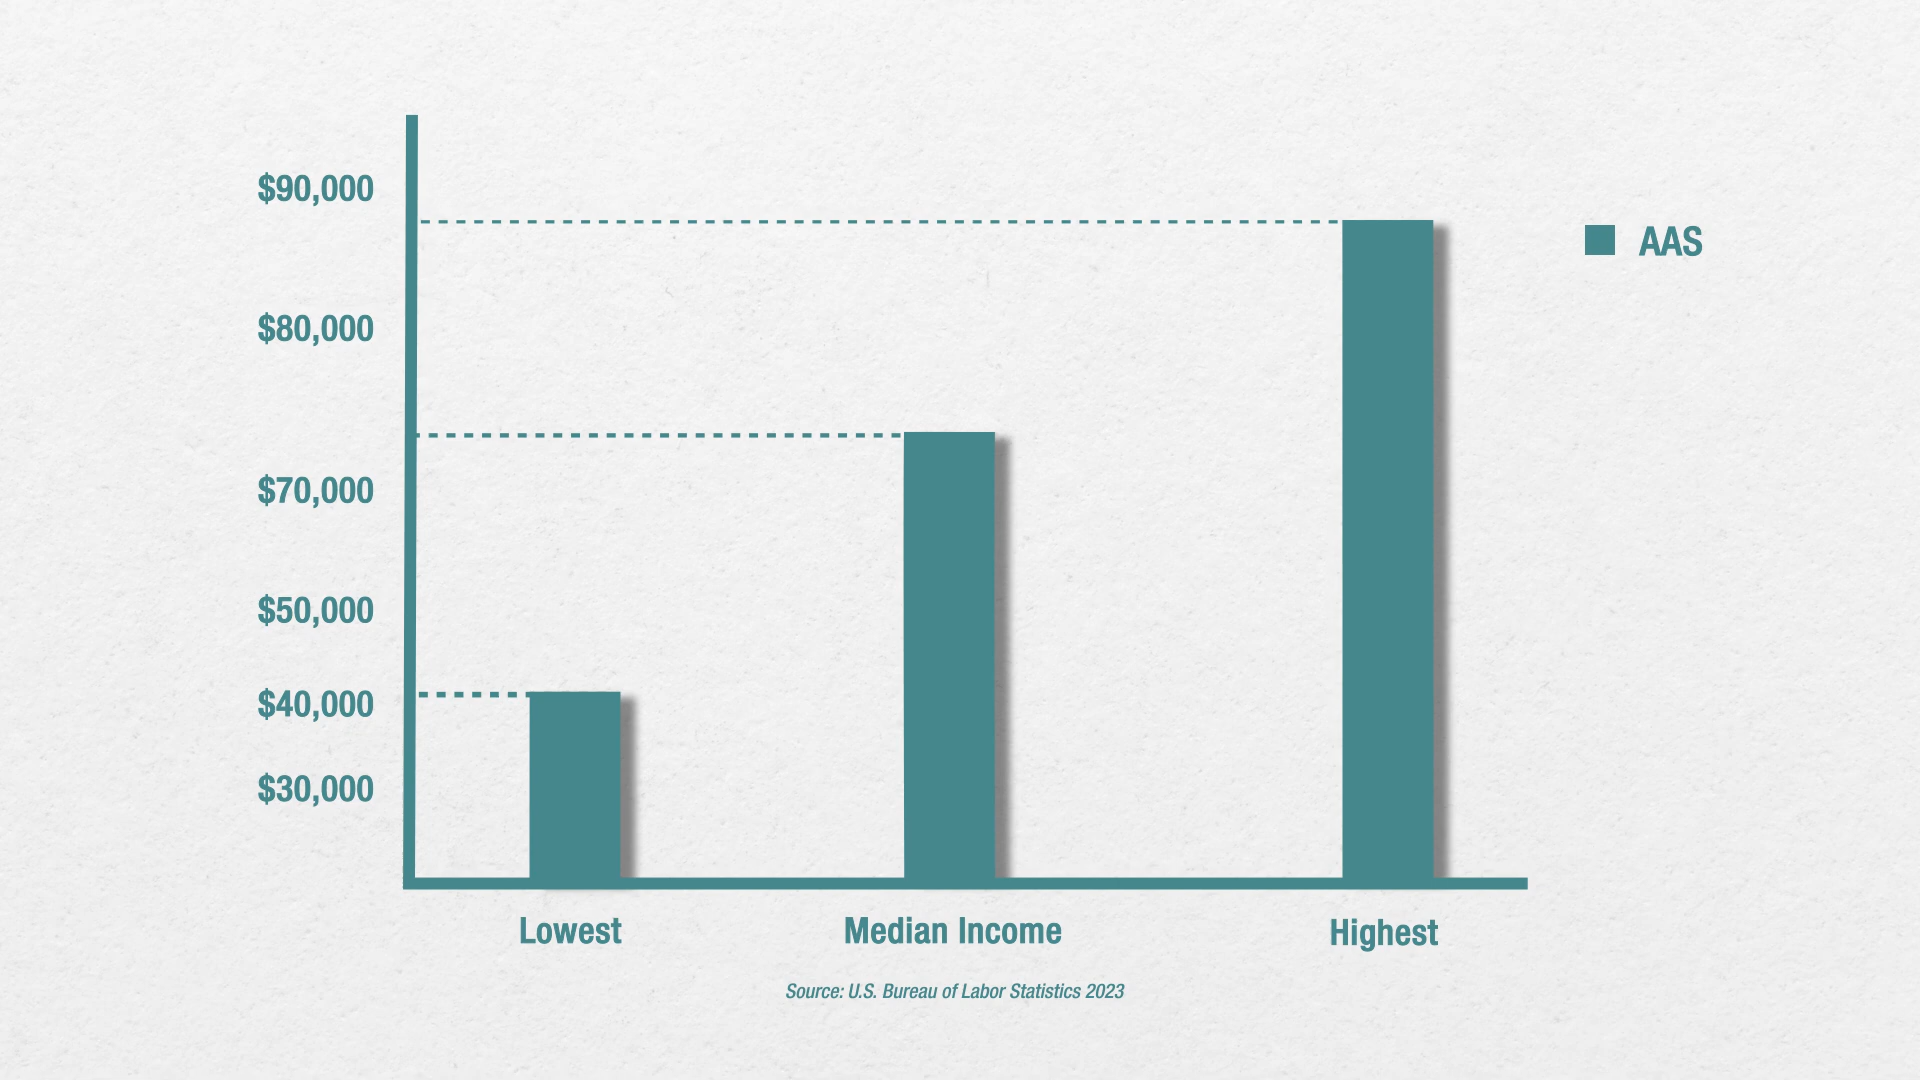 $90,000
AAS
$80,000
$70,000
$50,000
$40,000
$30,000
Lowest
Median Income
Highest
Source: U.S. Bureau of Labor Statistics 2023